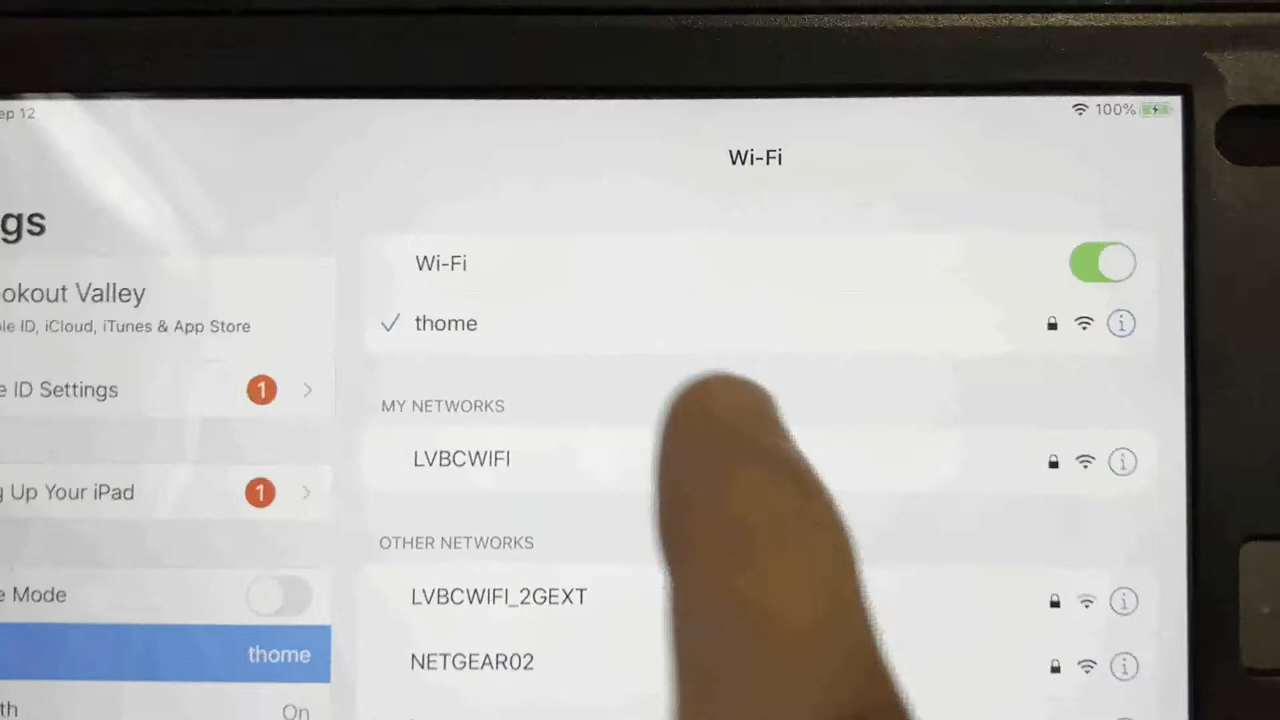 ep 12
100%
Wi-Fi
gs
Wi-Fi
okout Valley
thome
le ID, iCloud, iTunes & App Store
e ID Settings
1
MY NETWORKS
LVBCWIFI
g Up Your iPad
1
OTHER NETWORKS
e Mode
LVBCWIFI_2GEXT
thome
NETGEAR02
th
On